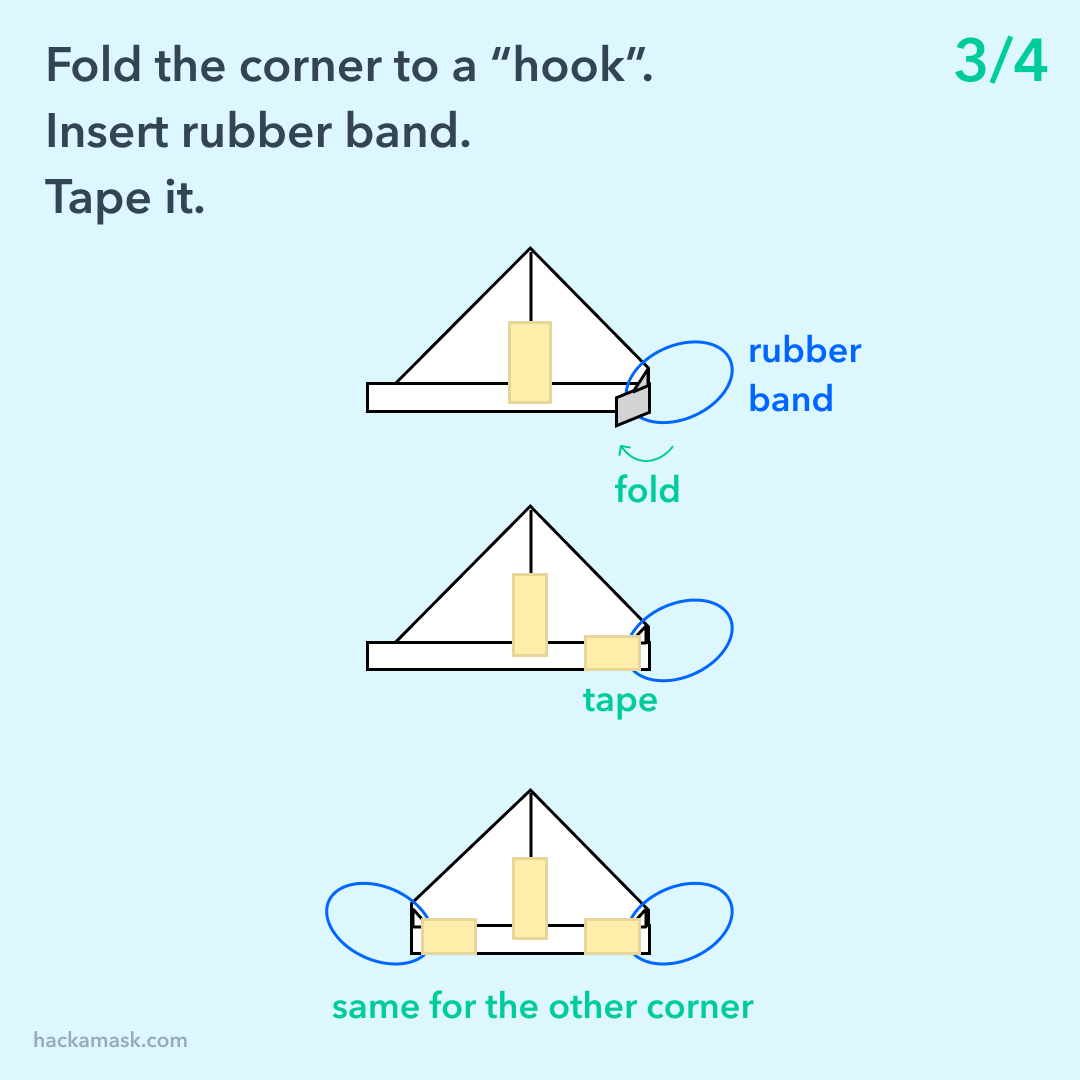 Fold the corner to a “hook”.
3/4
Insert rubber band.
Tape it.
rubber
band
fold
tape
same for the other corner
hackamask.com